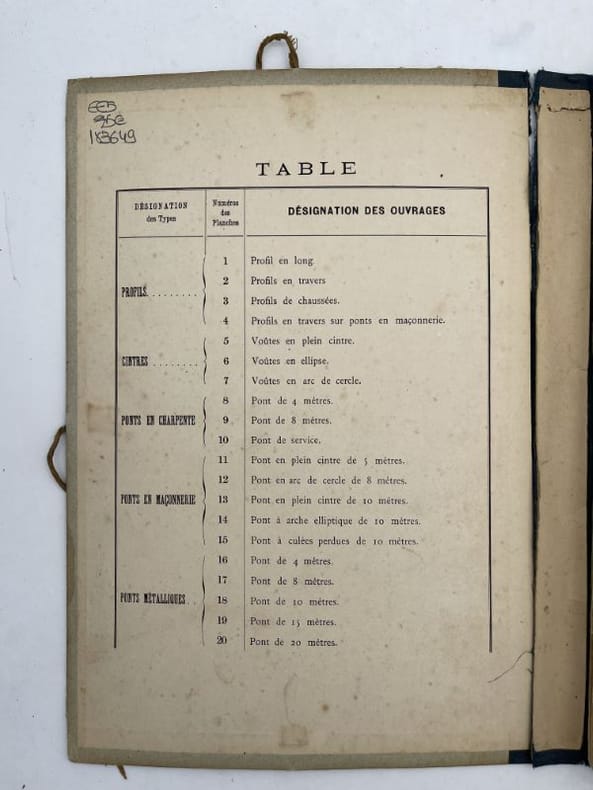 EEB
183649
TABLE
DÉSIGNATION
des Types
Numéros
des
Planches
DÉSIGNATION DES OUVRAGES
PROFILS. . . . . . . . .
1 Profil en long
2 Profils en travers
3 Profils de chaussées.
4 Profils en travers sur ponts en maçonnerie.
CINTRES . . . . . . . .
5 Voûtes en plein cintre.
6 Voûtes en ellipse.
7 Voûtes en arc de cercle.
PONTS EN CHARPENTE
8 Pont de 4 mètres.
9 Pont de 8 mètres.
10 Pont de service.
PONTS EN MAÇONNERIE
11 Pont en plein cintre de 5 mètres.
12 Pont en arc de cercle de 8 mètres.
13 Pont en plein cintre de 10 mètres.
14 Pont à arche elliptique de 10 mètres.
15 Pont à culées perdues de 10 mètres.
PONTS MÉTALLIQUES . .
16 Pont de 4 mètres.
17 Pont de 8 mètres.
18 Pont de 10 mètres.
19 Pont de 15 mètres.
20 Pont de 20 mètres.